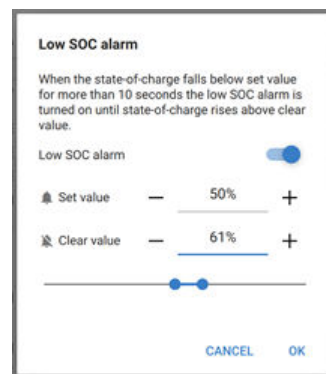 Low SOC alarm
When the state-of-charge falls below set value
for more than 10 seconds the low SOC alarm is
turned on until state-of-charge rises above clear
value.
Low SOC alarm
Set value — 50% +
Clear value — 61% +
CANCEL OK